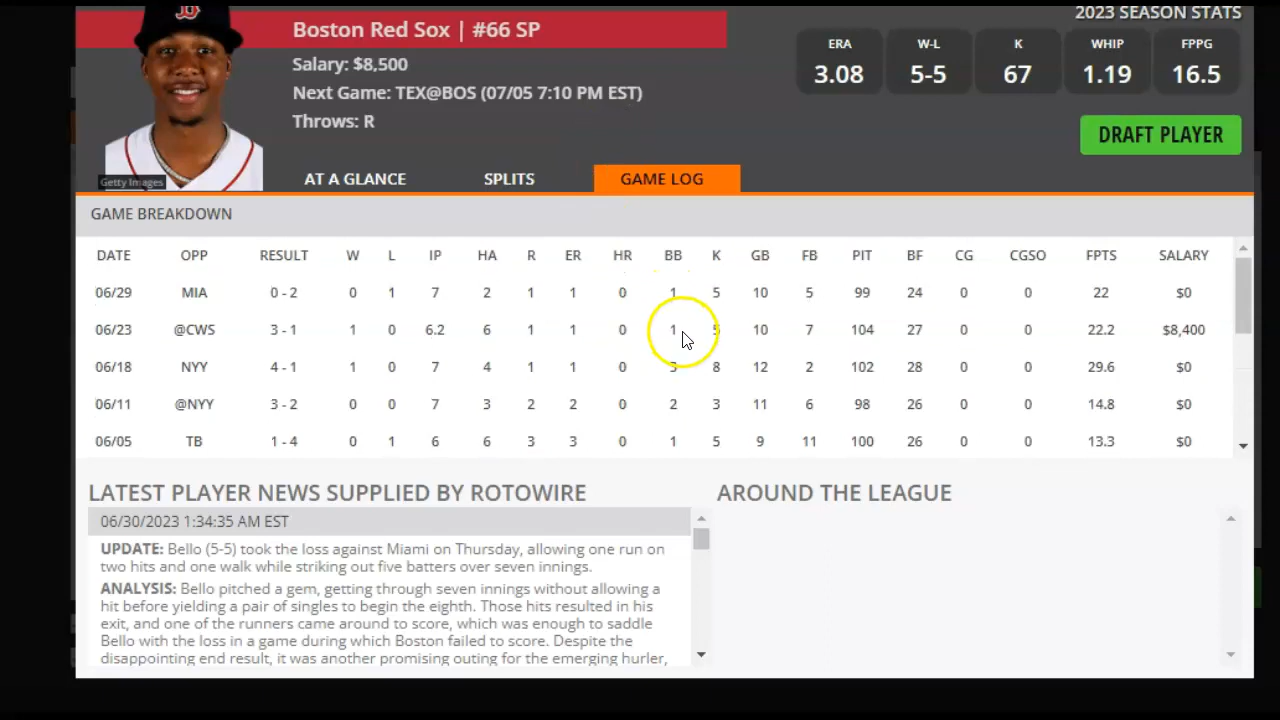 2023 SEASON STATS
Boston Red Sox | #66 SP
ERA W-L K WHIP FPPG
3.08 5-5 67 1.19 16.5
Salary: $8,500
Next Game: TEX@BOS (07/05 7:10 PM EST)
Throws: R
DRAFT PLAYER
Getty Images
AT A GLANCE SPLITS GAME LOG
GAME BREAKDOWN
DATE OPP RESULT W L IP HA R ER HR BB K GB FB PIT BF CG CGSO FPTS SALARY
06/29 MIA 0 - 2 0 1 7 2 1 1 0 1 5 10 5 99 24 0 0 22 $0
06/23 @CWS 3 - 1 1 0 6.2 6 1 1 0 1 5 10 7 104 27 0 0 22.2 $8,400
06/18 NYY 4 - 1 1 0 7 4 1 1 0 3 8 12 2 102 28 0 0 29.6 $0
06/11 @NYY 3 - 2 0 0 7 3 2 2 0 2 3 11 6 98 26 0 0 14.8 $0
06/05 TB 1 - 4 0 1 6 6 3 3 0 1 5 9 11 100 26 0 0 13.3 $0
LATEST PLAYER NEWS SUPPLIED BY ROTOWIRE
AROUND THE LEAGUE
06/30/2023 1:34:35 AM EST
UPDATE: Bello (5-5) took the loss against Miami on Thursday, allowing one run on
two hits and one walk while striking out five batters over seven innings.
ANALYSIS: Bello pitched a gem, getting through seven innings without allowing a
hit before yielding a pair of singles to begin the eighth. Those hits resulted in his
exit, and one of the runners came around to score, which was enough to saddle
Bello with the loss in a game during which Boston failed to score. Despite the
disappointing end result, it was another promising outing for the emerging hurler,